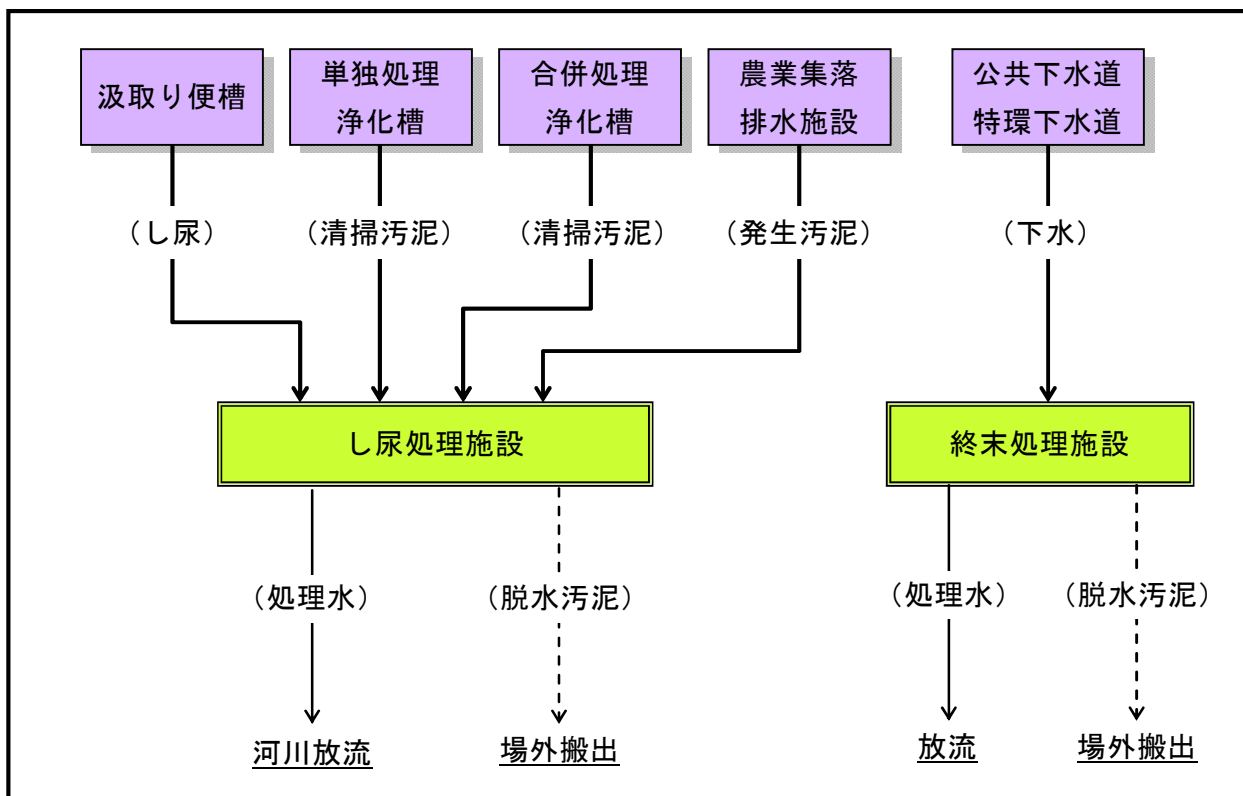 汲取り便槽
単独処理
浄化槽
合併処理
浄化槽
農業集落
排水施設
公共下水道
特環下水道
（し尿）
（清掃汚泥）
（清掃汚泥）
（発生汚泥）
（下水）
し尿処理施設
終末処理施設
（処理水）
（脱水汚泥）
（処理水）
（脱水汚泥）
河川放流
場外搬出
放流
場外搬出